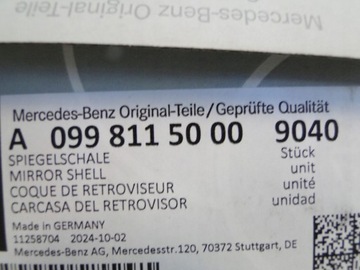 Mercedes-Benz Original-Teile
Mercedes-Benz Original-Teile/Geprüfte Qualität
A 099 811 50 00 9040
SPIEGELSCHALE Stück
MIRROR SHELL unit
COQUE DE RETROVISEUR unité
CARCASA DEL RETROVISOR unidad
Made in GERMANY
11258704 2024-10-02
Mercedes-Benz AG, Mercedesstr.120, 70372 Stuttgart, DE